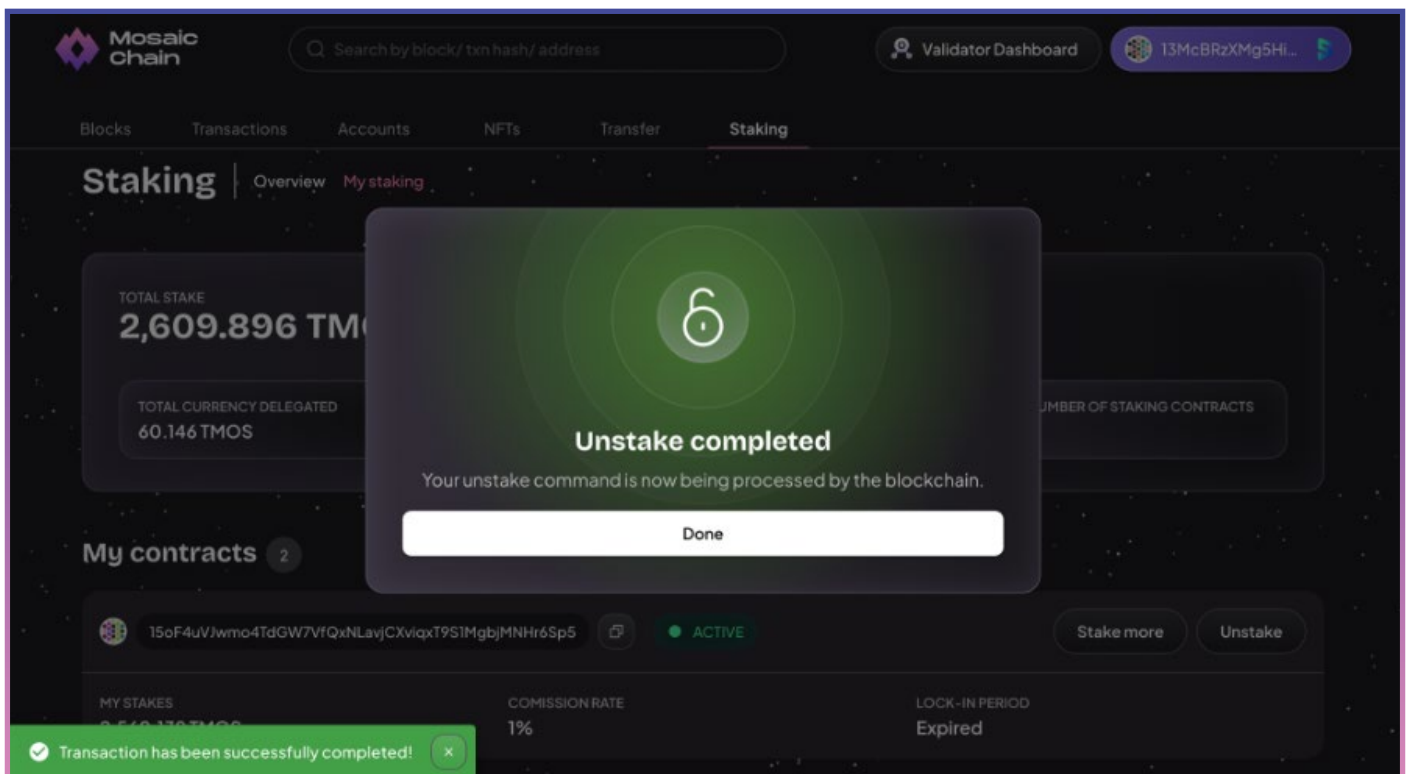 Mosaic
Chain
Search by block/ txn hash/ address
Validator Dashboard
13McBRzXMg5Hi...
Blocks
Transactions
Accounts
NFTs
Transfer
Staking
Staking
Overview
My staking
TOTAL STAKE
2,609.896
TOTAL CURRENCY DELEGATED
60.146 TMOS
OF STAKING CONTRACTS
Unstake completed
Your unstake command is now being processed by the blockchain.
Done
My contracts 2
15oF4uVJwmo4TdGW7VfQxNLavjCXviqxT9S1MgbjMNHr6Sp5
ACTIVE
Stake more
Unstake
MY STAKES
COMISSION RATE
1%
LOCK-IN PERIOD
Expired
Transaction has been successfully completed!